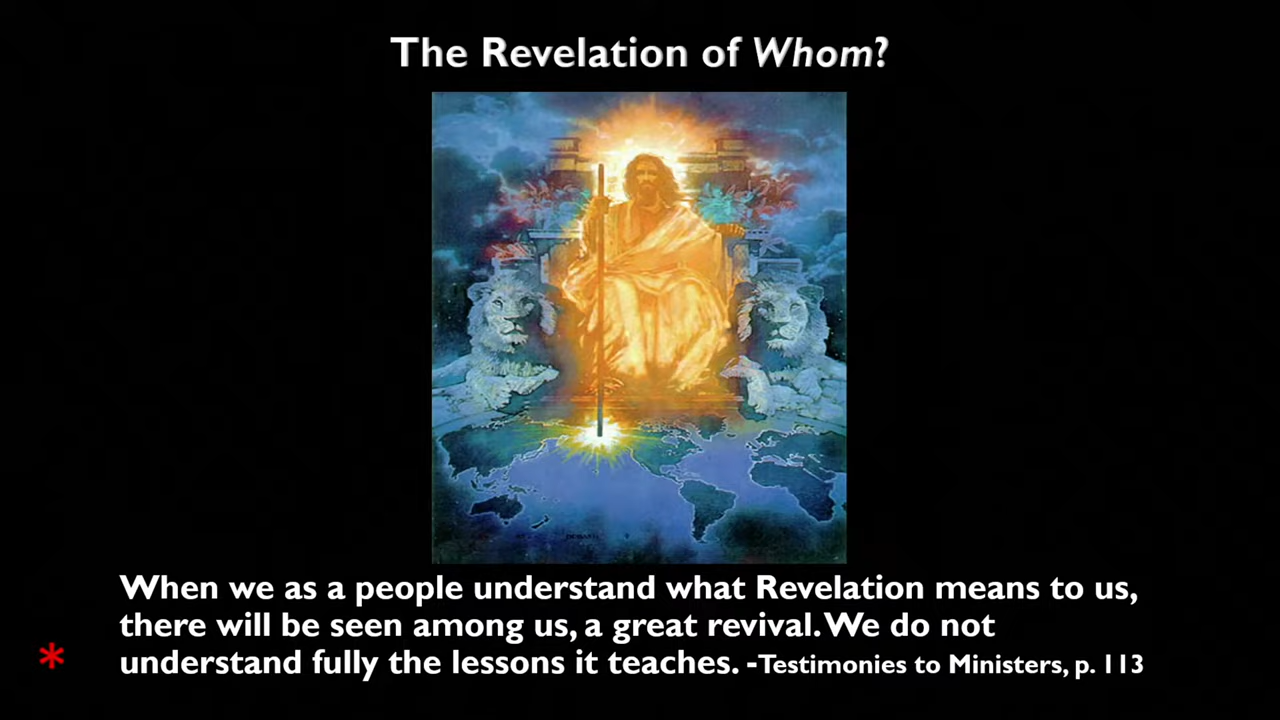 The Revelation of Whom?
When we as a people understand what Revelation means to us,
there will be seen among us, a great revival. We do not
* understand fully the lessons it teaches. -Testimonies to Ministers, p. 113